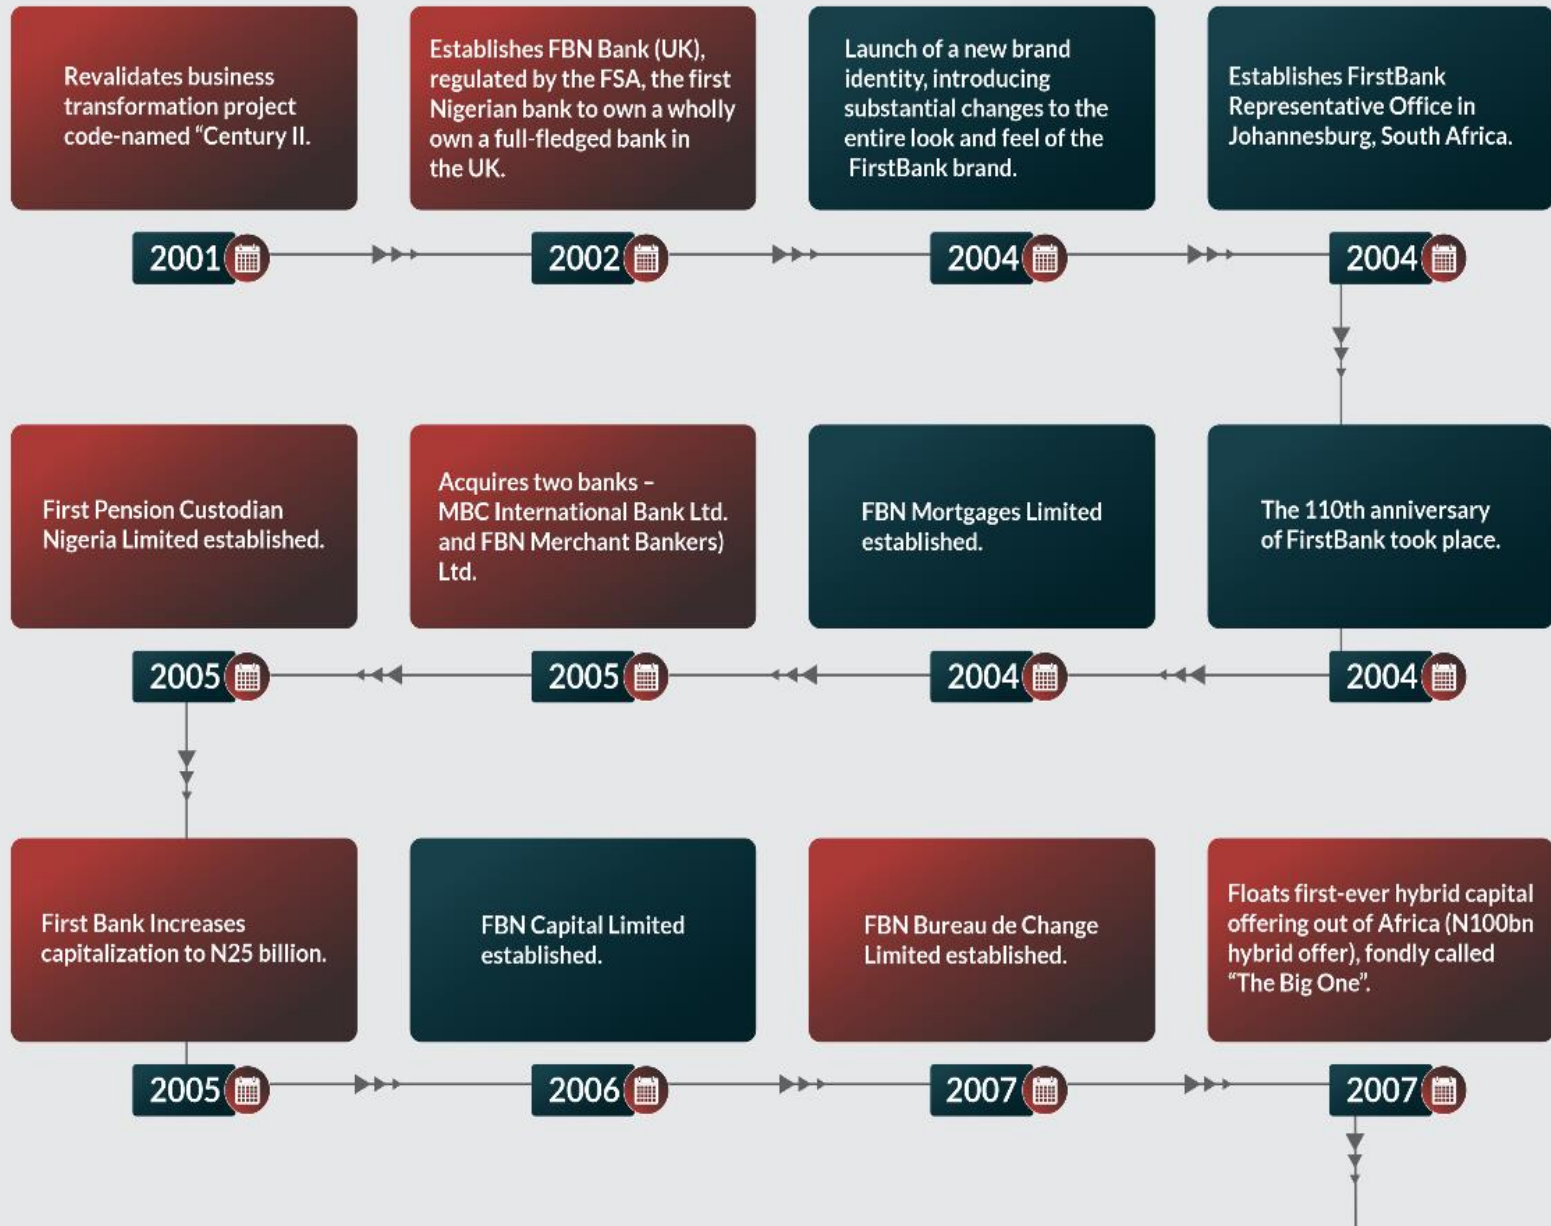 Revalidates business
transformation project
code-named “Century II.
2001
Establishes FBN Bank (UK),
regulated by the FSA, the first
Nigerian bank to own a wholly
own a full-fledged bank in
the UK.
2002
Launch of a new brand
identity, introducing
substantial changes to the
entire look and feel of the
FirstBank brand.
2004
Establishes FirstBank
Representative Office in
Johannesburg, South Africa.
2004
The 110th anniversary
of FirstBank took place.
2004
FBN Mortgages Limited
established.
2004
Acquires two banks –
MBC International Bank Ltd.
and FBN Merchant Bankers)
Ltd.
2005
First Pension Custodian
Nigeria Limited established.
2005
First Bank Increases
capitalization to N25 billion.
2005
FBN Capital Limited
established.
2006
FBN Bureau de Change
Limited established.
2007
Floats first-ever hybrid capital
offering out of Africa (N100bn
hybrid offer), fondly called
“The Big One”.
2007